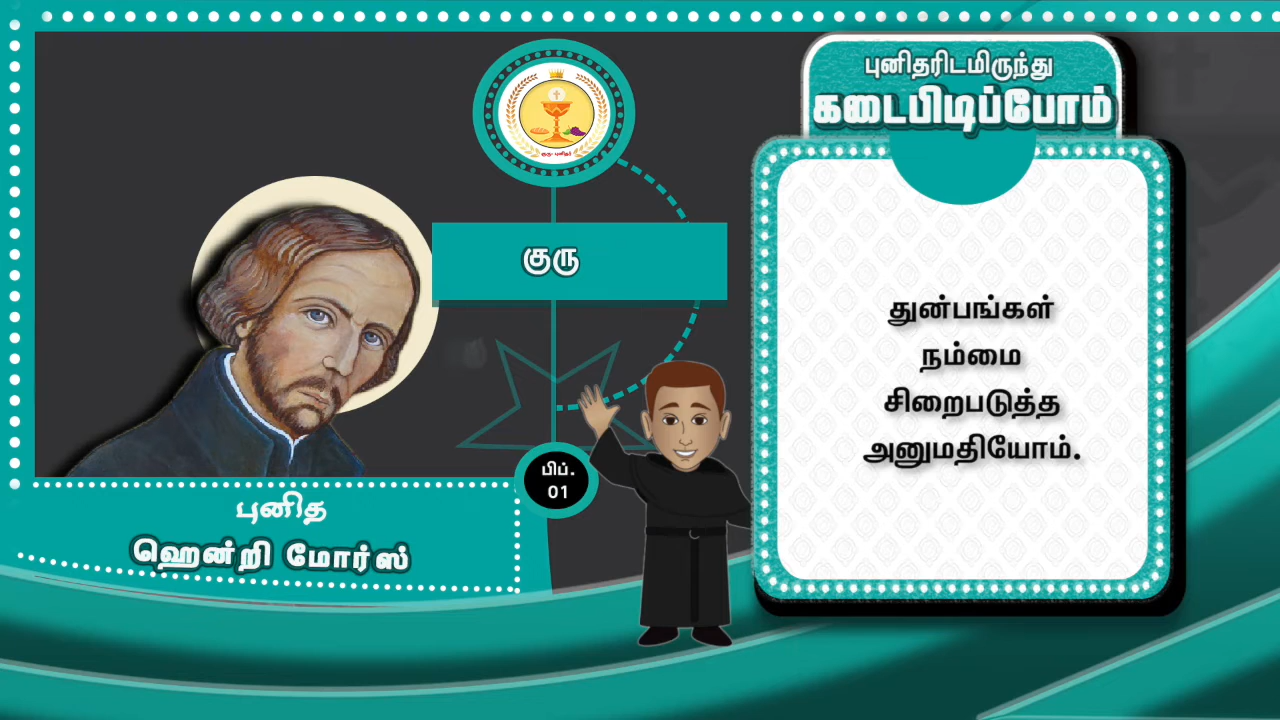 புனிதரிடமிருந்து
கடைபிடிப்போம்
குரு
துன்பங்கள்
நம்மை
சிறைபடுத்த
அனுமதியோம்.
பிப்.
01
புனித
ஹென்றி மோர்ஸ்